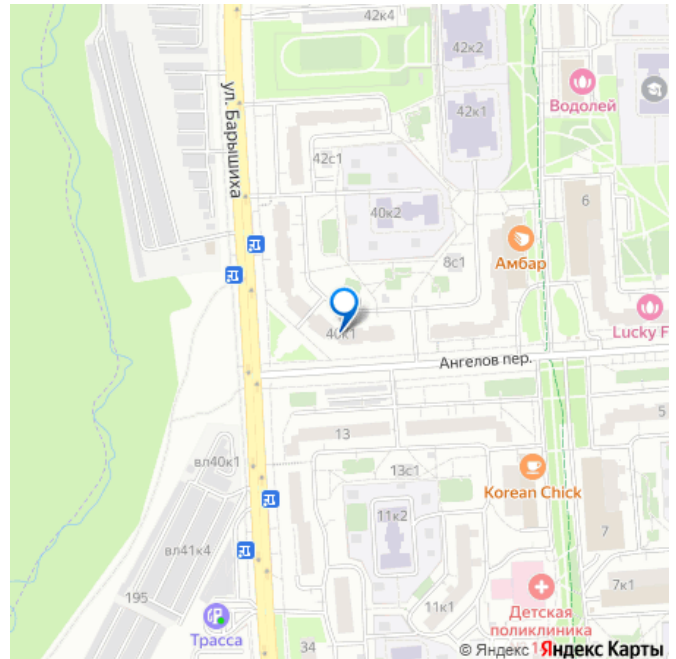 42к4
42к2
Водолей
ул. Барышиха
42к1
42с1
40к2
6
Амбар
8с1
Lucky F
40к1
Ангелов пер.
5
13
вл40к1
13с1
Korean Chick
11к2
7
вл41к4
195
7к1
11к1
Детская
поликлиника
Трасса
34
© Яндекс
Яндекс Карты